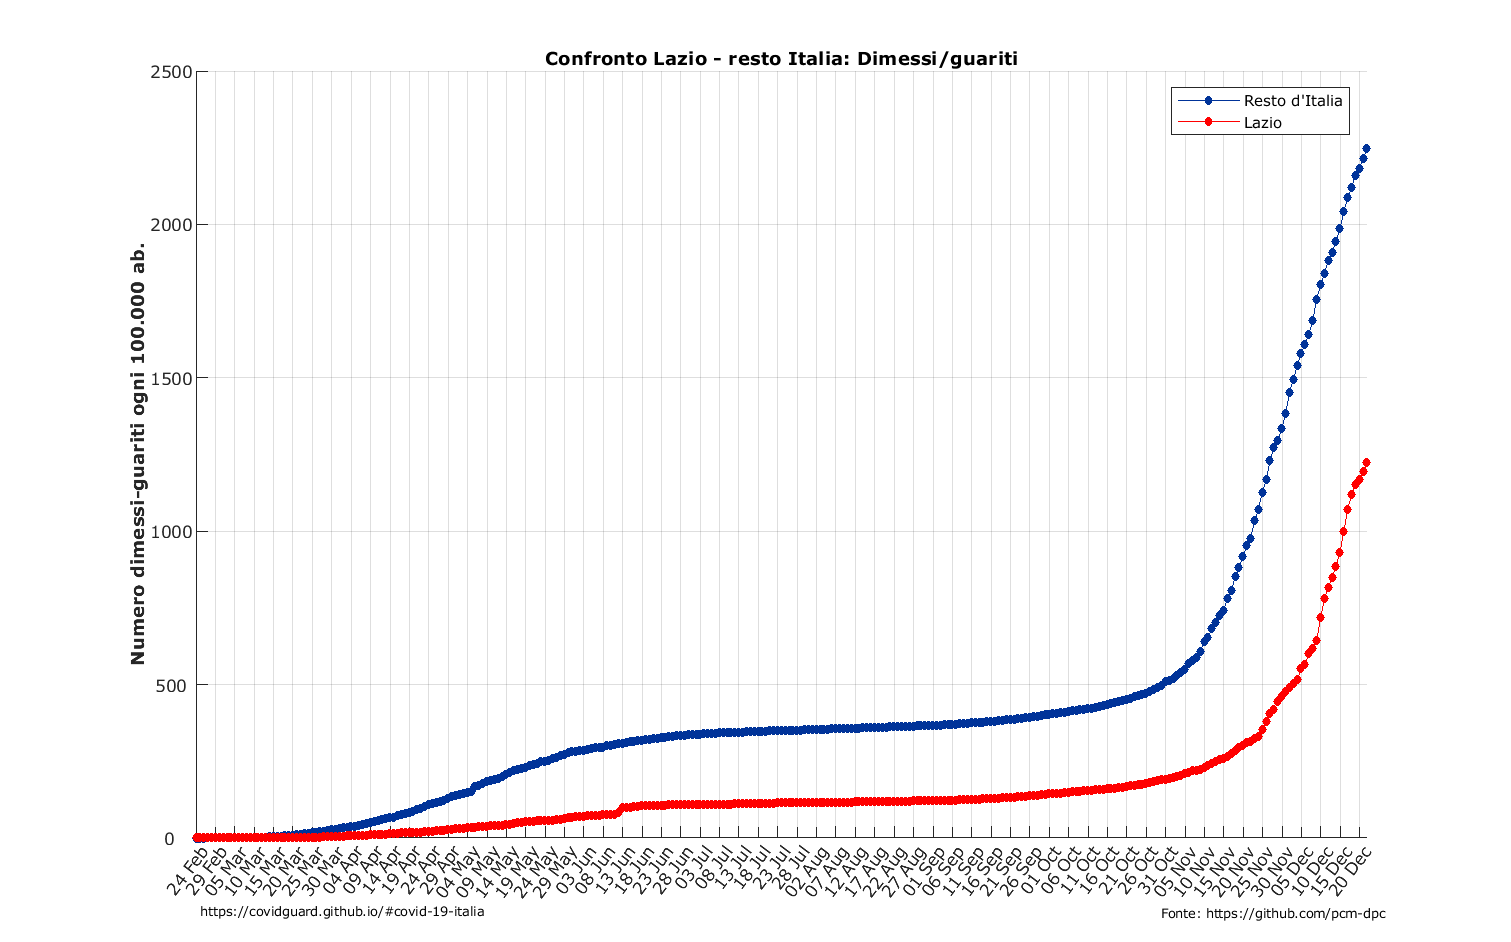 Confronto Lazio - resto Italia: Dimessi/guariti
Resto d'Italia
Lazio
Numero dimessi-guariti ogni 100.000 ab.
2500
2000
1500
1000
500
0
24 Feb
29 Feb
05 Mar
10 Mar
15 Mar
20 Mar
25 Mar
30 Mar
04 Apr
09 Apr
14 Apr
19 Apr
24 Apr
29 Apr
04 May
09 May
14 May
19 May
24 May
29 May
03 Jun
08 Jun
13 Jun
18 Jun
23 Jun
28 Jun
03 Jul
08 Jul
13 Jul
18 Jul
23 Jul
28 Jul
02 Aug
07 Aug
12 Aug
17 Aug
22 Aug
27 Aug
01 Sep
06 Sep
11 Sep
16 Sep
21 Sep
26 Sep
01 Oct
06 Oct
11 Oct
16 Oct
21 Oct
26 Oct
31 Oct
05 Nov
10 Nov
15 Nov
20 Nov
25 Nov
30 Nov
05 Dec
10 Dec
15 Dec
20 Dec
https://covidguard.github.io/#covid-19-italia
Fonte: https://github.com/pcm-dpc